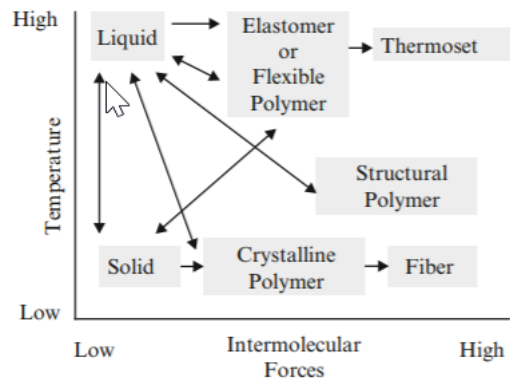 High
Liquid
Elastomer
or
Flexible
Polymer
Thermoset
Temperature
Structural
Polymer
Solid
Crystalline
Polymer
Fiber
Low
Low
Intermolecular
Forces
High